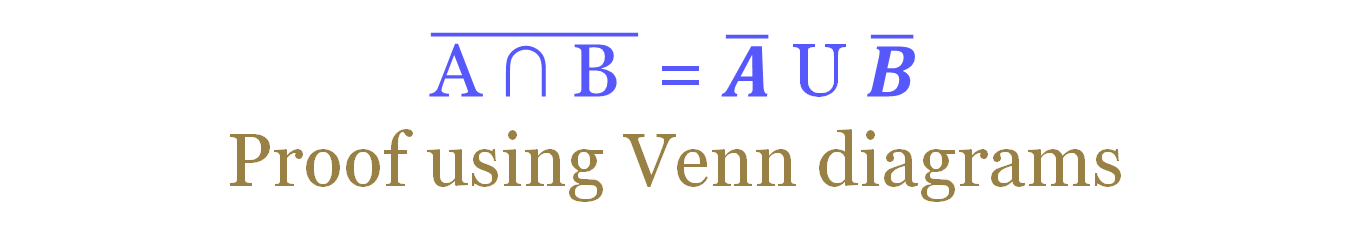 A̅ ̅∩̅ ̅B̅ = A̅ U B̅
Proof using Venn diagrams